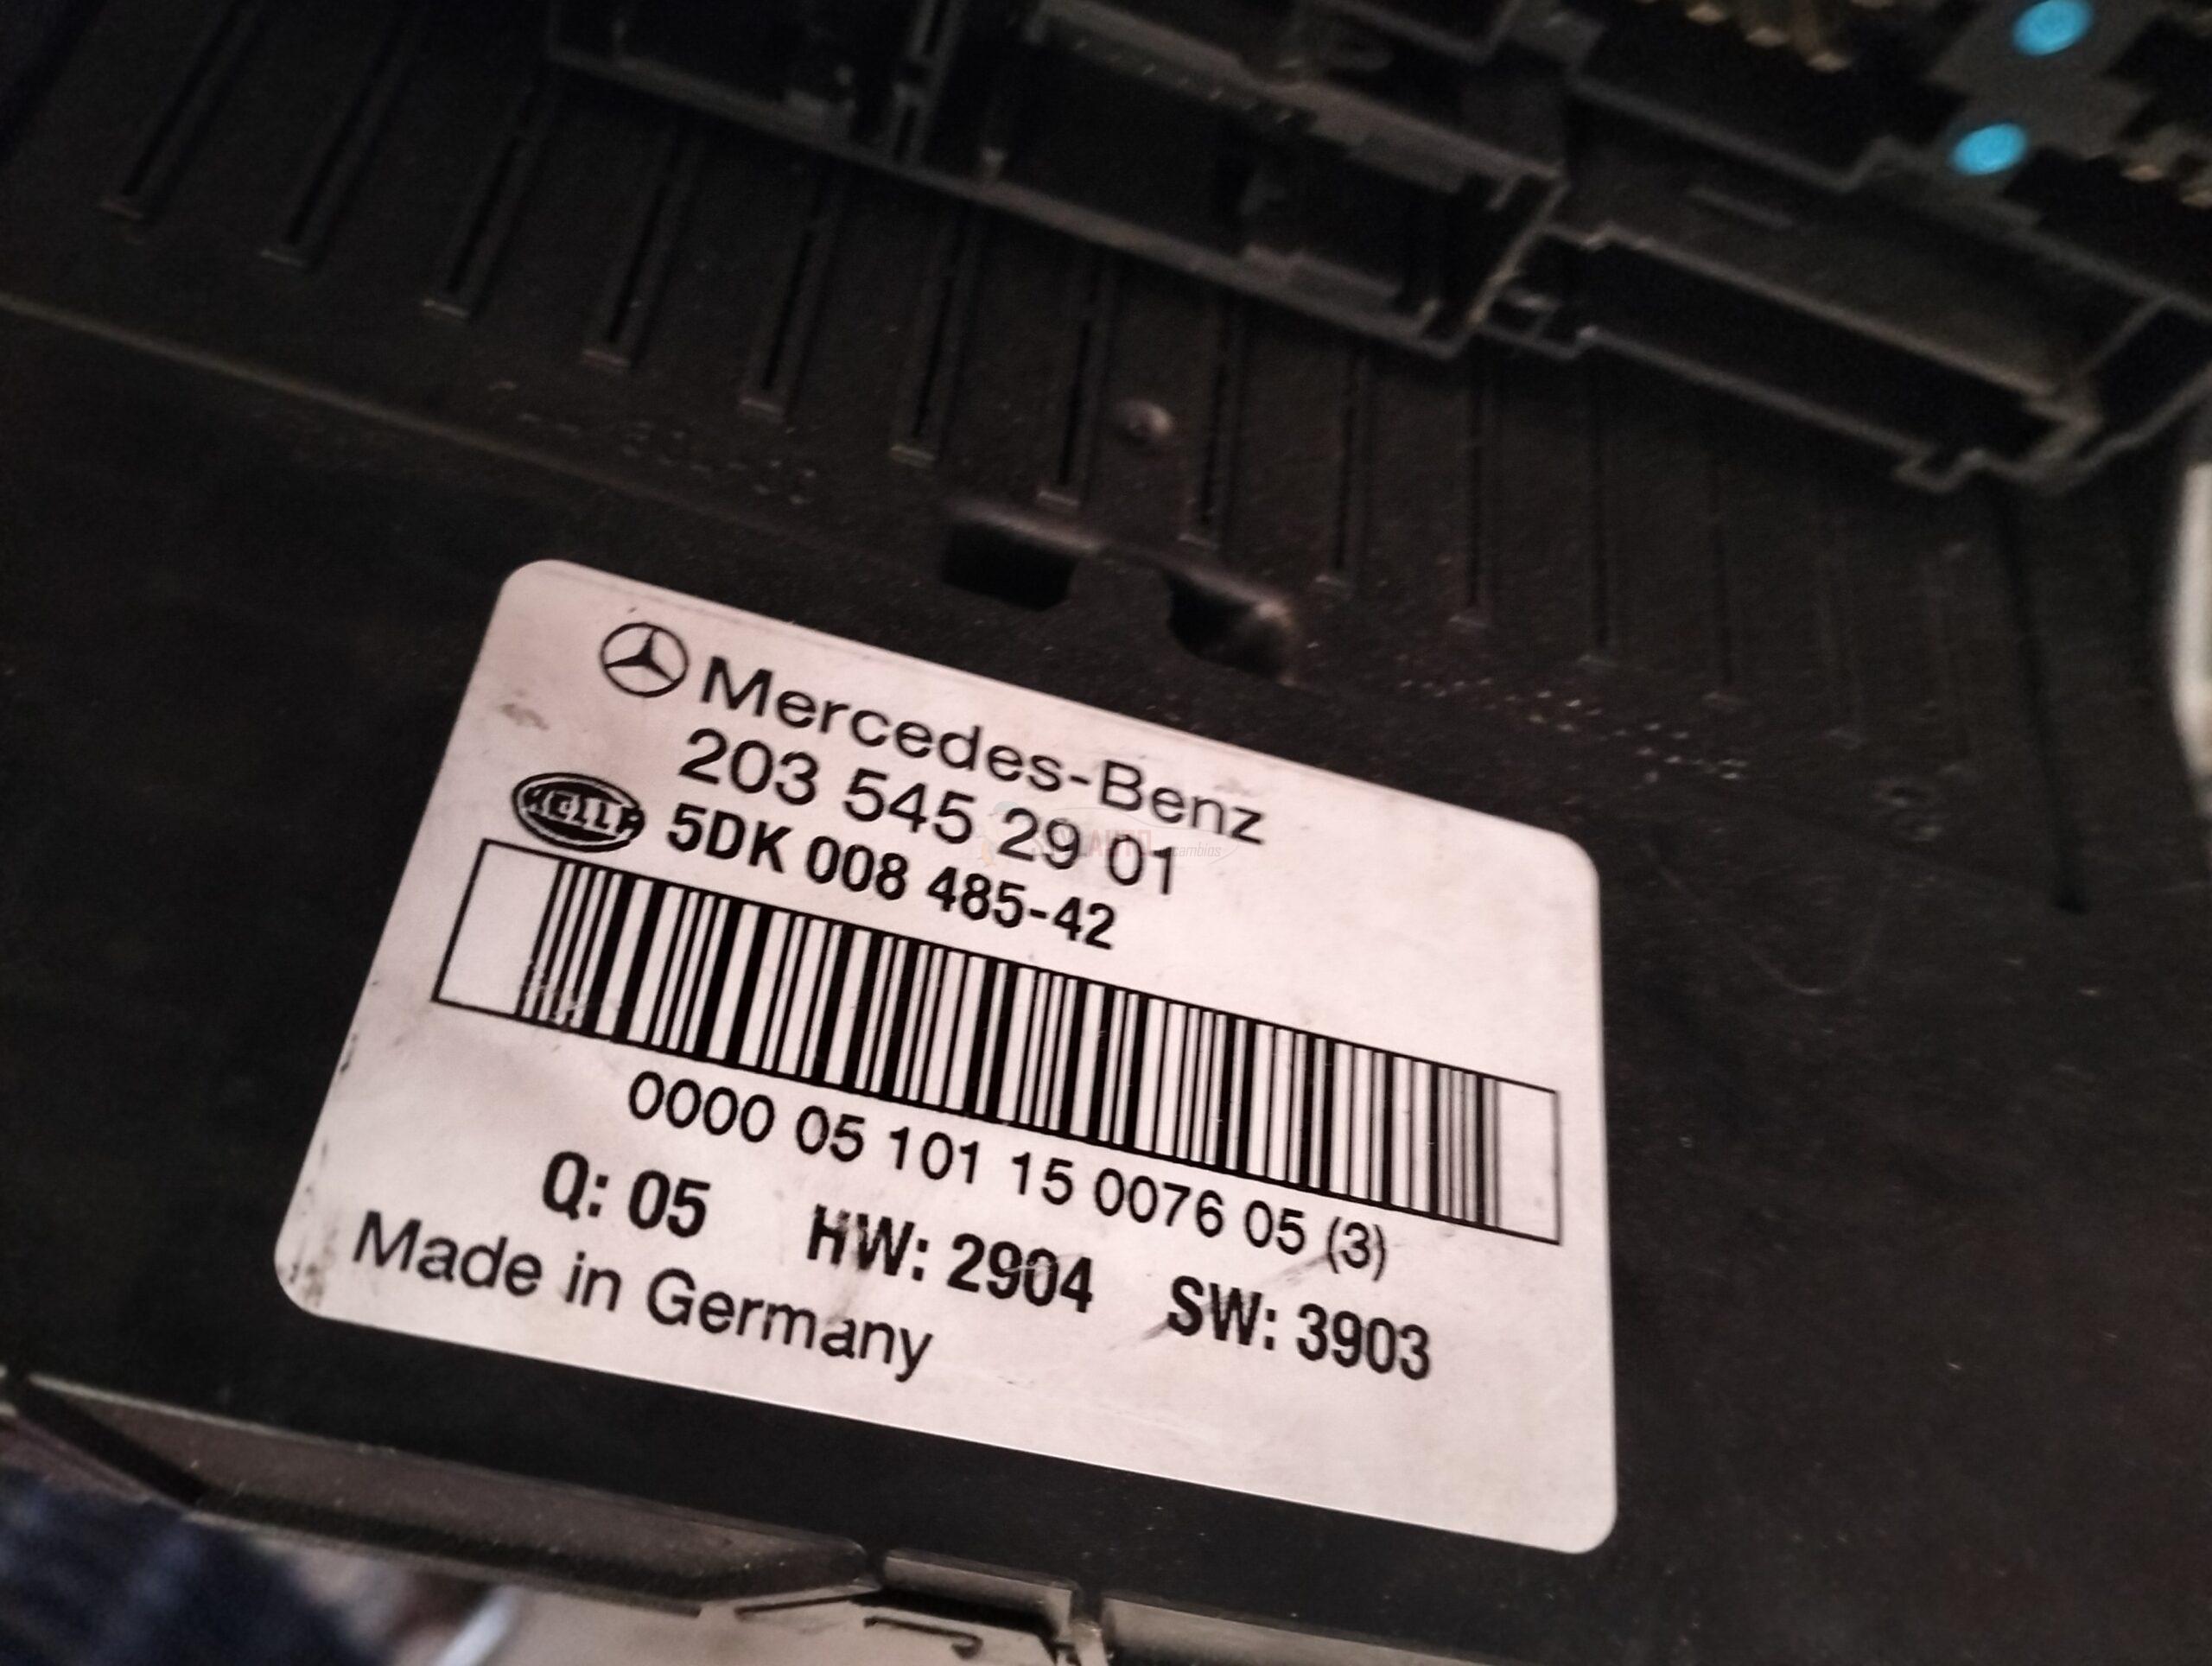 Mercedes-Benz
203 545 29 01
HELLA 5DK 008 485-42
0000 05 101 15 0076 05 (3)
Q: 05 HW: 2904 SW: 3903
Made in Germany